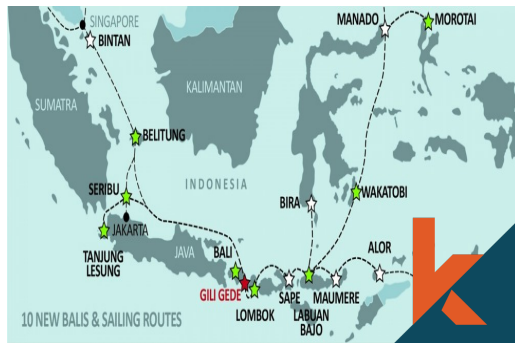 SINGAPORE
BINTAN
MANADO
MOROTAI
KALIMANTAN
SUMATRA
BELITUNG
INDONESIA
SERIBU
WAKATOBI
BIRA
JAKARTA
TANJUNG
LESUNG
JAVA
BALI
ALOR
GILI GEDE
LOMBOK
SAPE
LABUAN
BAJO
MAUMERE
10 NEW BALIS & SAILING ROUTES
k